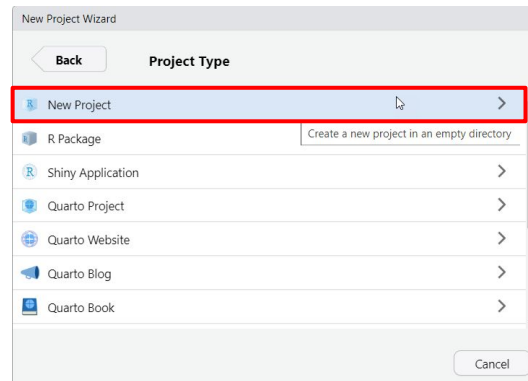 New Project Wizard
Back
Project Type
New Project
R Package
Create a new project in an empty directory
Shiny Application
Quarto Project
Quarto Website
Quarto Blog
Quarto Book
Cancel